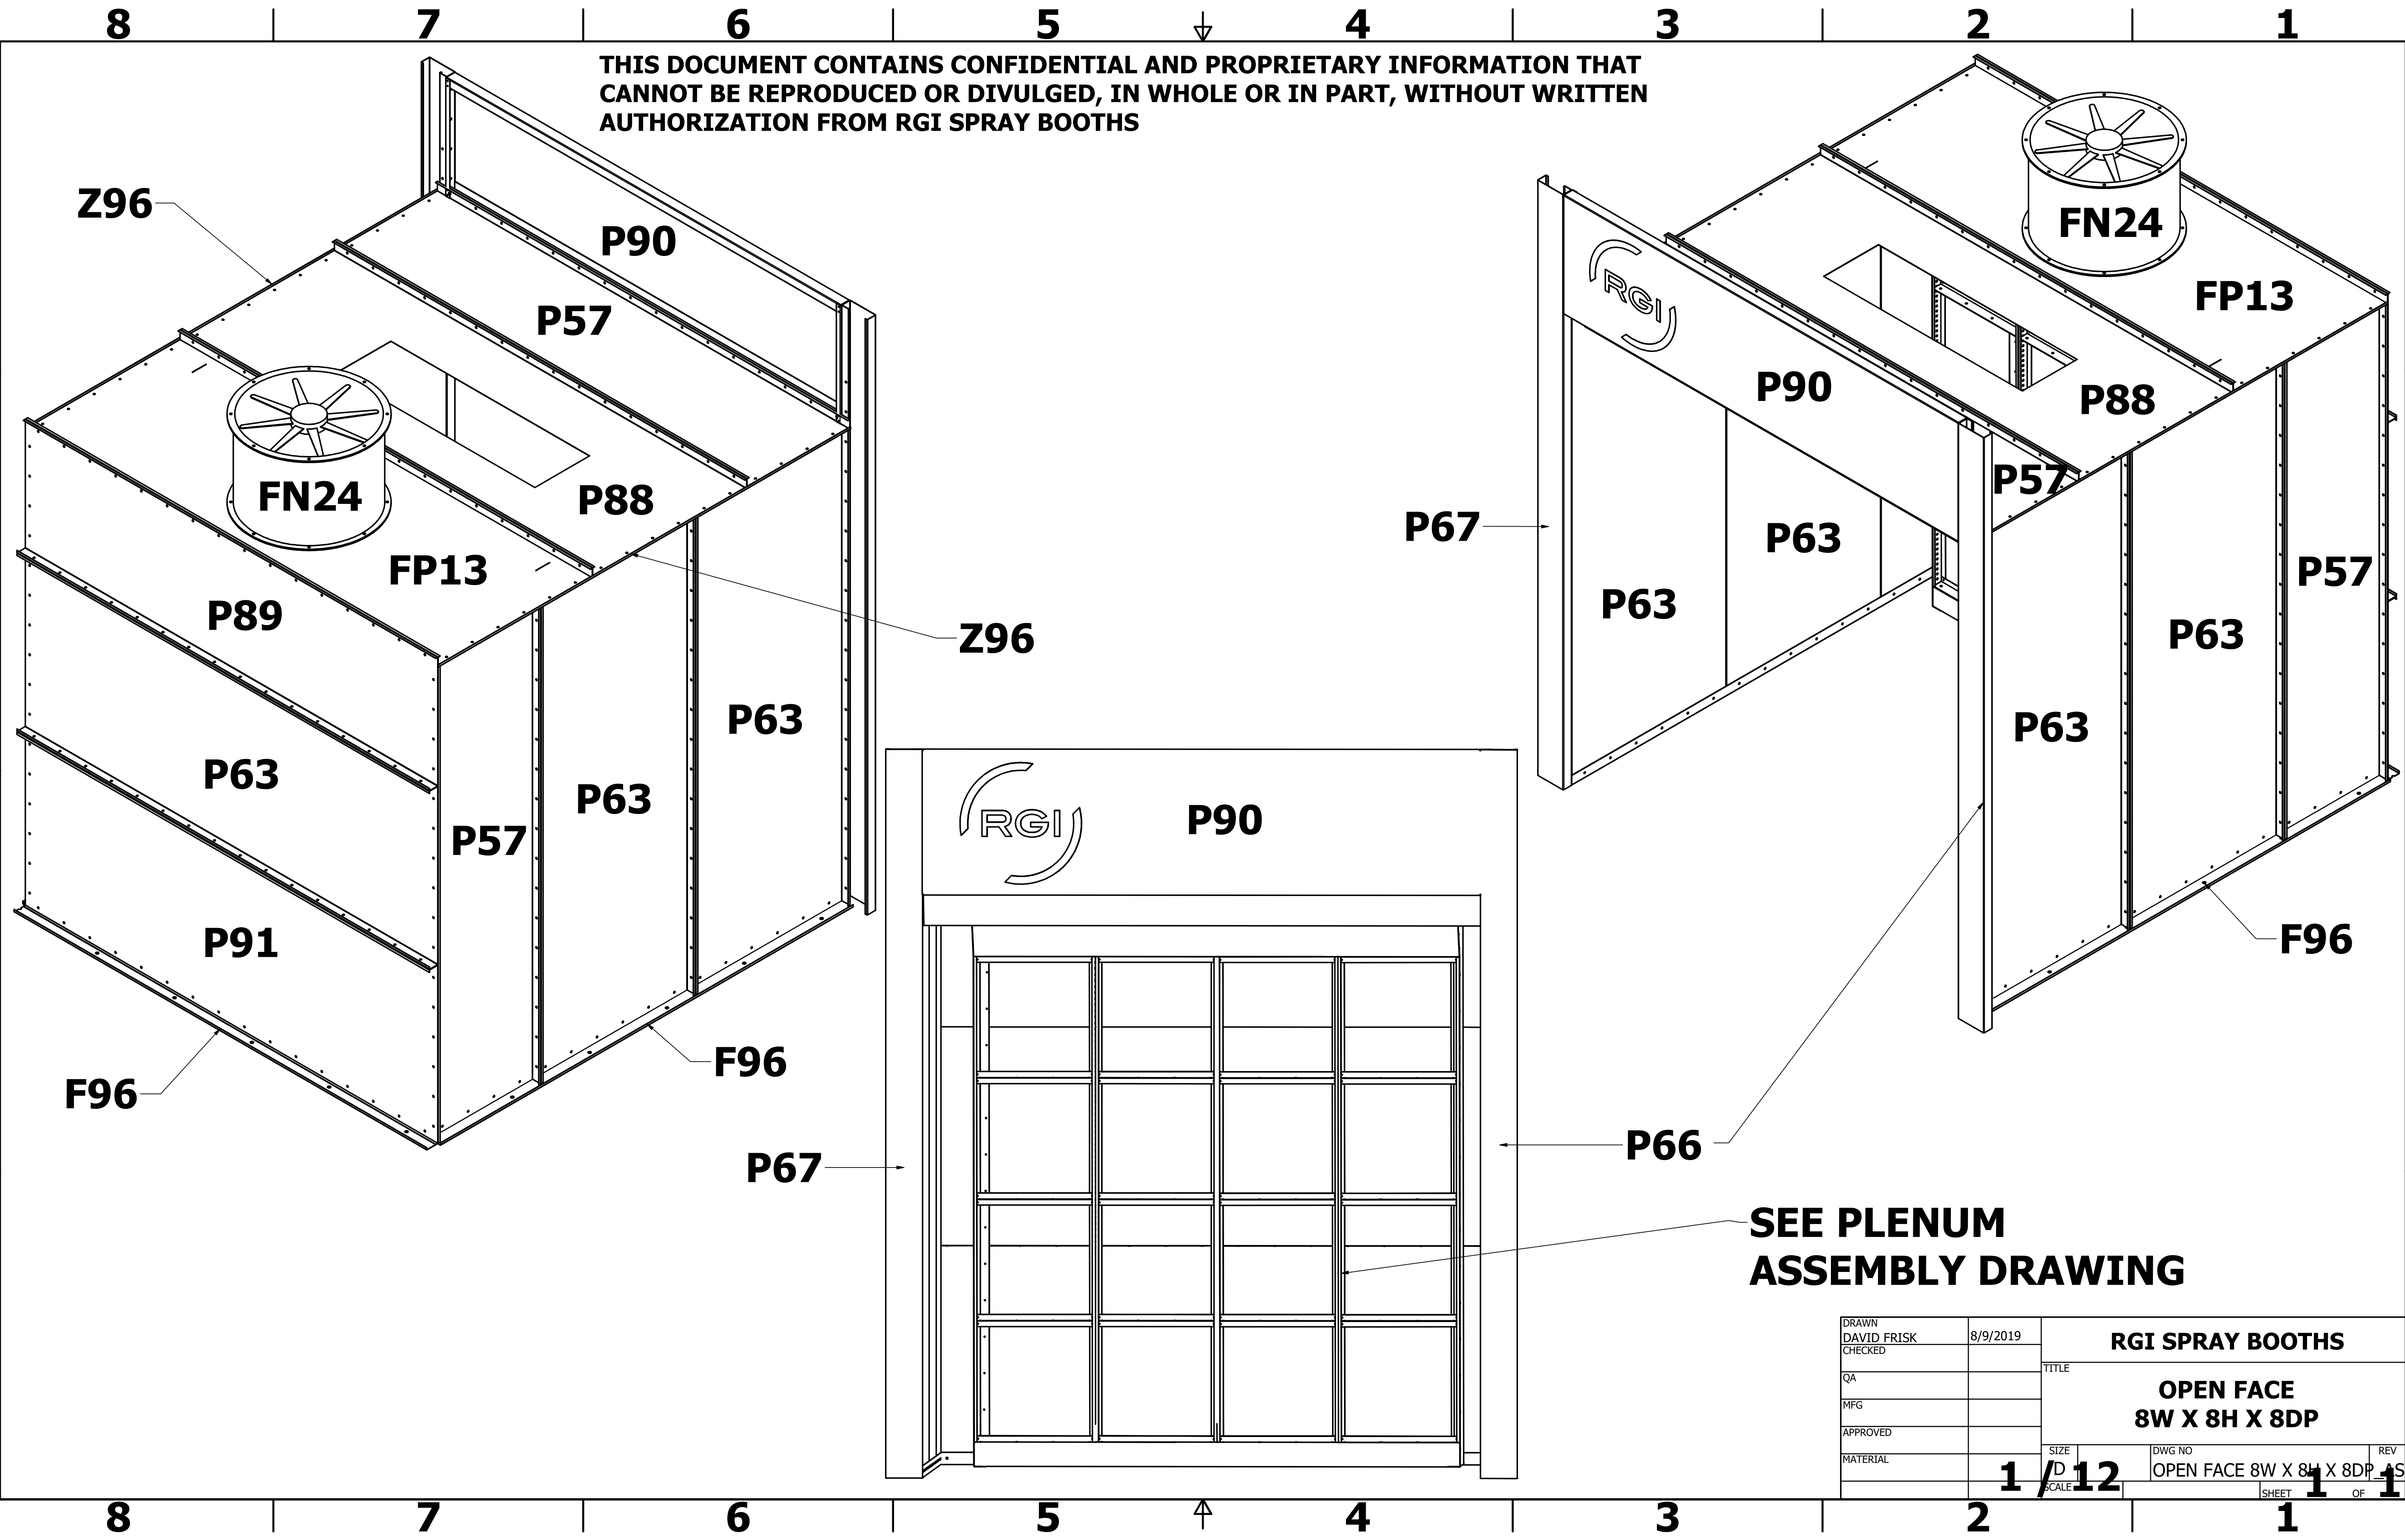 8 7 6 5 4 3 2 1
THIS DOCUMENT CONTAINS CONFIDENTIAL AND PROPRIETARY INFORMATION THAT
CANNOT BE REPRODUCED OR DIVULGED, IN WHOLE OR IN PART, WITHOUT WRITTEN
AUTHORIZATION FROM RGI SPRAY BOOTHS
Z96
P90
P57
FN24
P88
FP13
P89
Z96
P63
P63
P63
P57
P91
F96
F96
FN24
FP13
RGI
P90
P88
P57
P67
P63
P63
P57
P63
P63
F96
RGI
P90
P67
P66
SEE PLENUM
ASSEMBLY DRAWING
DRAWN
DAVID FRISK
8/9/2019
CHECKED
QA
MFG
APPROVED
MATERIAL
RGI SPRAY BOOTHS
TITLE
OPEN FACE
8W X 8H X 8DP
SIZE
D
DWG NO
OPEN FACE 8W X 8H X 8DP_AS
REV
SCALE
1 / 12
SHEET 1 OF 1
8 7 6 5 4 3 2 1